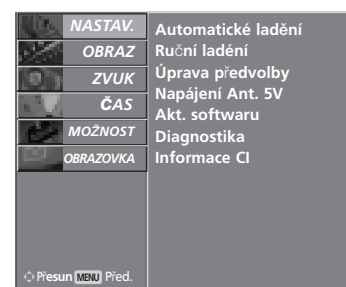 NASTAV.
OBRAZ
ZVUK
ČAS
MOŽNOST
OBRAZOVKA
Přesun MENU Před.
Automatické ladění
Ruční ladéní
Úprava předvolby
Napájení Ant. 5V
Akt. softwaru
Diagnostika
Informace CI